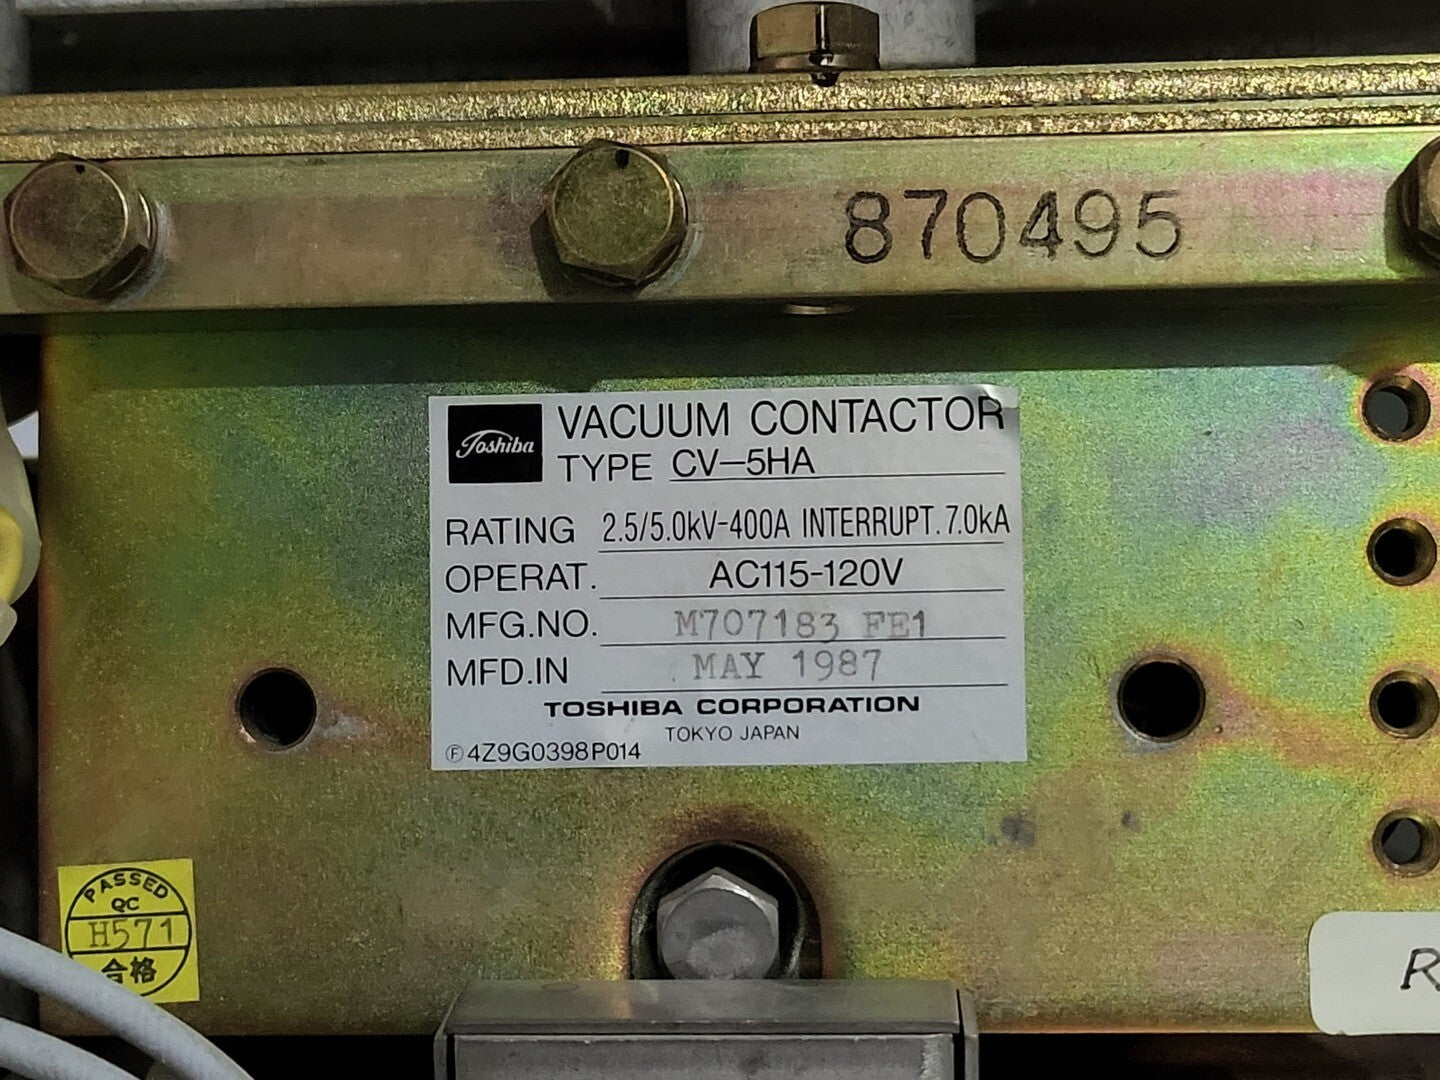 870495
Toshiba
VACUUM CONTACTOR
TYPE CV-5HA
RATING 2.5/5.0kV-400A INTERRUPT. 7.0kA
OPERAT. AC115-120V
MFG.NO. M707183 FE1
MFD.IN MAY 1987
TOSHIBA CORPORATION
TOKYO JAPAN
Ⓕ4Z9G0398P014
PASSED
QC
H571
合格
R